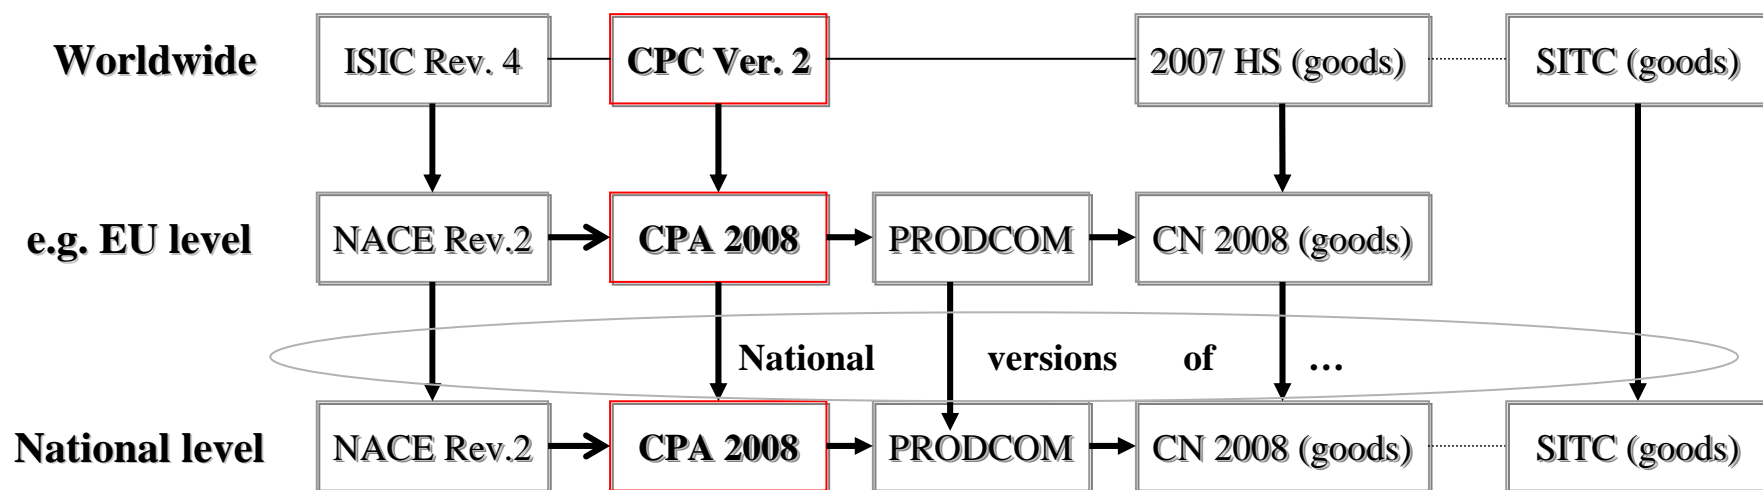 Worldwide ISIC Rev. 4 CPC Ver. 2 2007 HS (goods) SITC (goods)
e.g. EU level NACE Rev.2 CPA 2008 PRODCOM CN 2008 (goods)
National versions of ...
National level NACE Rev.2 CPA 2008 PRODCOM CN 2008 (goods) SITC (goods)